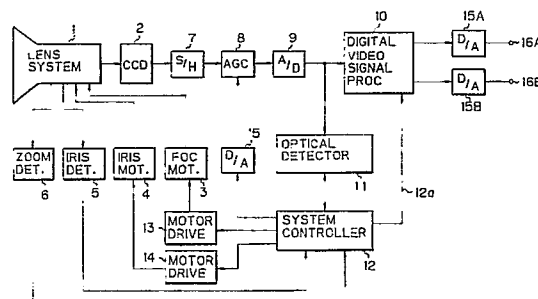 1
2
7
8
9
10
15A
LENS SYSTEM
CCD
S/H
AGC
A/D
DIGITAL VIDEO SIGNAL PROC
D/A
16A
D/A
16B
15B
ZOOM DET.
IRIS DET.
IRIS MOT.
FOC MOT.
D/A
15
OPTICAL DETECTOR
6
5
4
3
11
12a
13
MOTOR DRIVE
SYSTEM CONTROLLER
14
MOTOR DRIVE
12